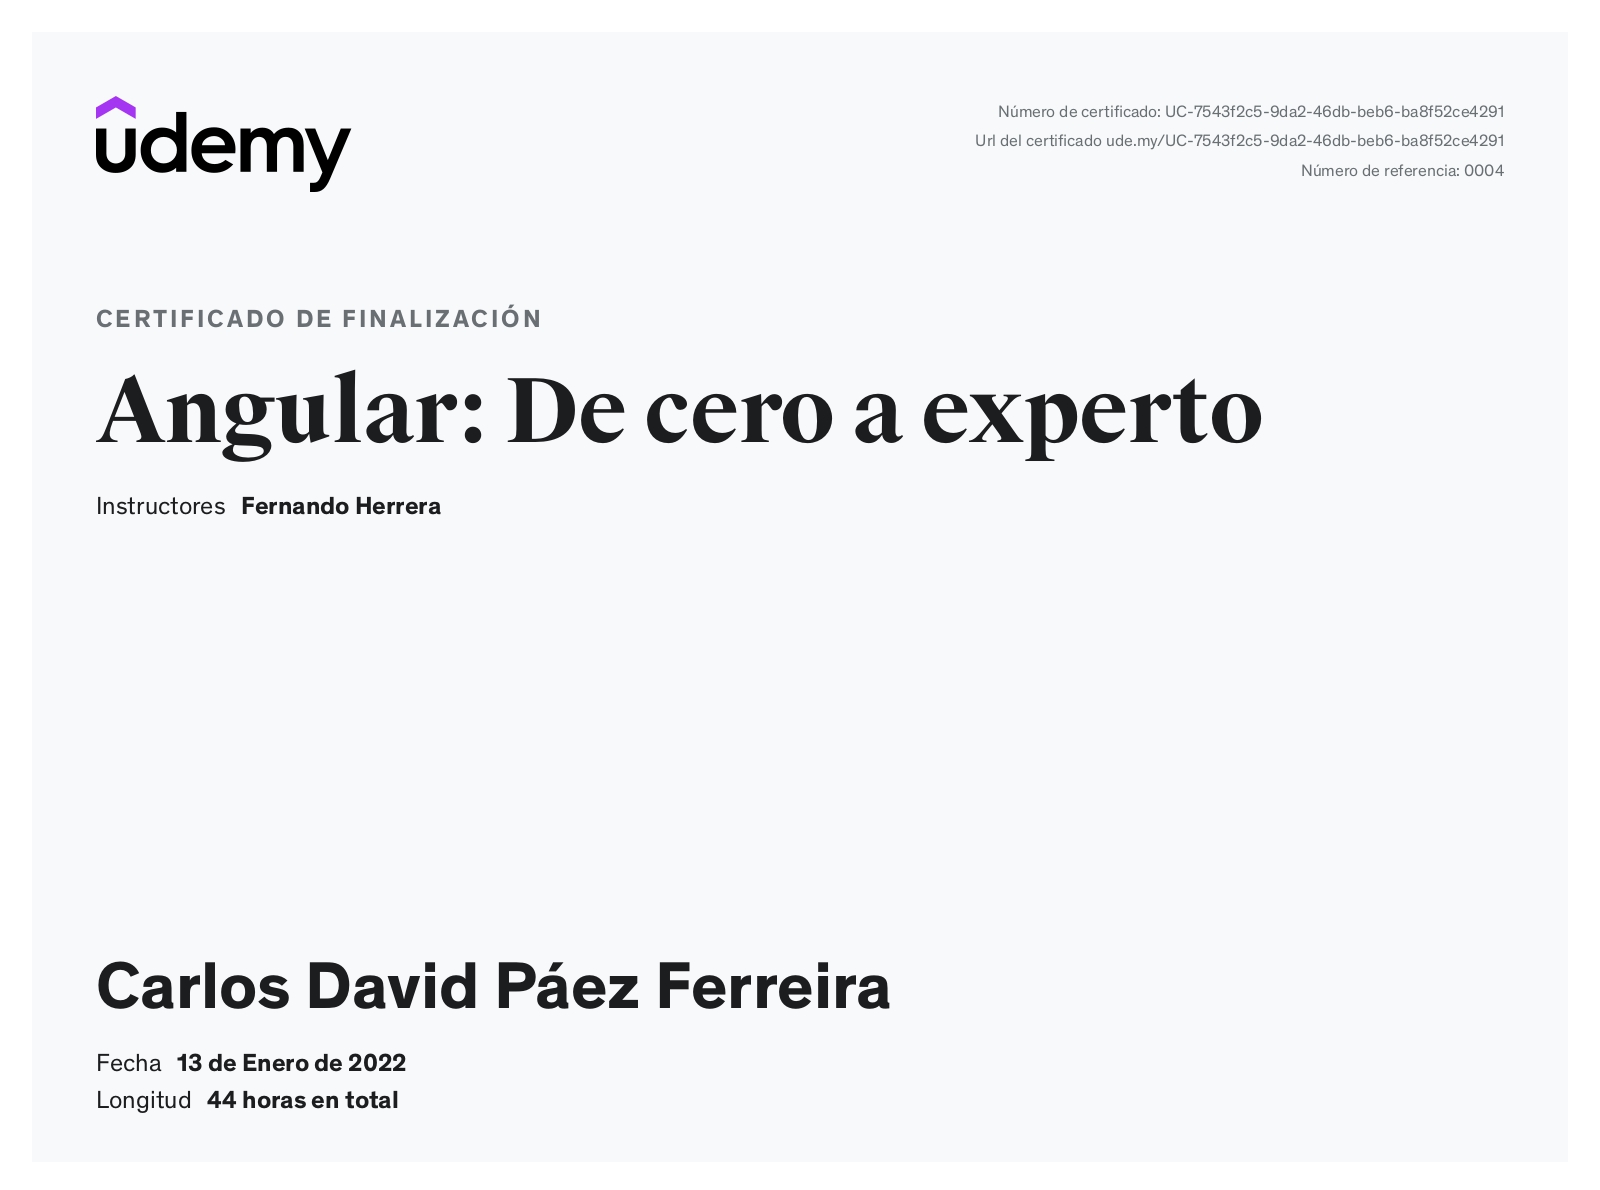 udemy
Número de certificado: UC-7543f2c5-9da2-46db-beb6-ba8f52ce4291
Url del certificado ude.my/UC-7543f2c5-9da2-46db-beb6-ba8f52ce4291
Número de referencia: 0004
CERTIFICADO DE FINALIZACIÓN
Angular: De cero a experto
Instructores Fernando Herrera
Carlos David Páez Ferreira
Fecha 13 de Enero de 2022
Longitud 44 horas en total